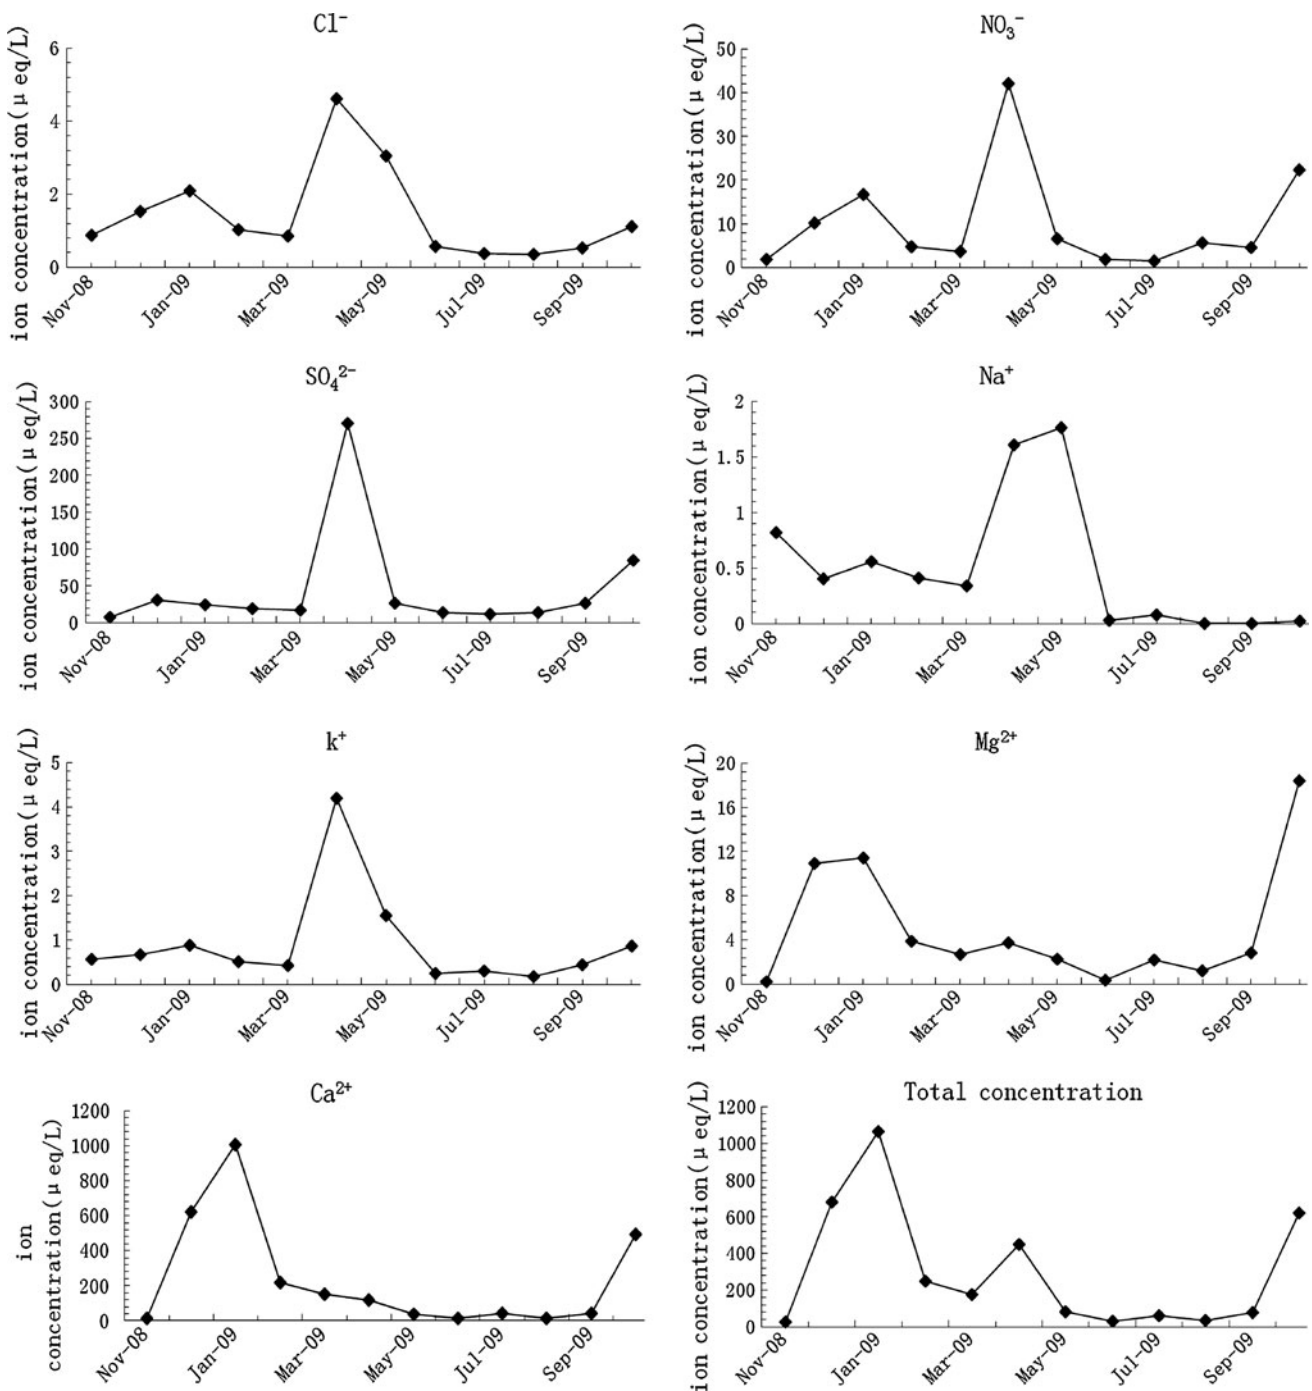 Cl⁻
ion concentration(μ eq/L)
6
4
2
0
Nov-08
Jan-09
Mar-09
May-09
Jul-09
Sep-09
NO₃⁻
ion concentration(μ eq/L)
50
40
30
20
10
0
Nov-08
Jan-09
Mar-09
May-09
Jul-09
Sep-09
SO₄²⁻
ion concentration(μ eq/L)
300
250
200
150
100
50
0
Nov-08
Jan-09
Mar-09
May-09
Jul-09
Sep-09
Na⁺
ion concentration(μ eq/L)
2
1.5
1
0.5
0
Nov-08
Jan-09
Mar-09
May-09
Jul-09
Sep-09
k⁺
ion concentration(μ eq/L)
5
4
3
2
1
0
Nov-08
Jan-09
Mar-09
May-09
Jul-09
Sep-09
Mg²⁺
ion concentration(μ eq/L)
20
16
12
8
4
0
Nov-08
Jan-09
Mar-09
May-09
Jul-09
Sep-09
Ca²⁺
ion
concentration(μ eq/L)
1200
1000
800
600
400
200
0
Nov-08
Jan-09
Mar-09
May-09
Jul-09
Sep-09
Total concentration
ion concentration(μ eq/L)
1200
1000
800
600
400
200
0
Nov-08
Jan-09
Mar-09
May-09
Jul-09
Sep-09